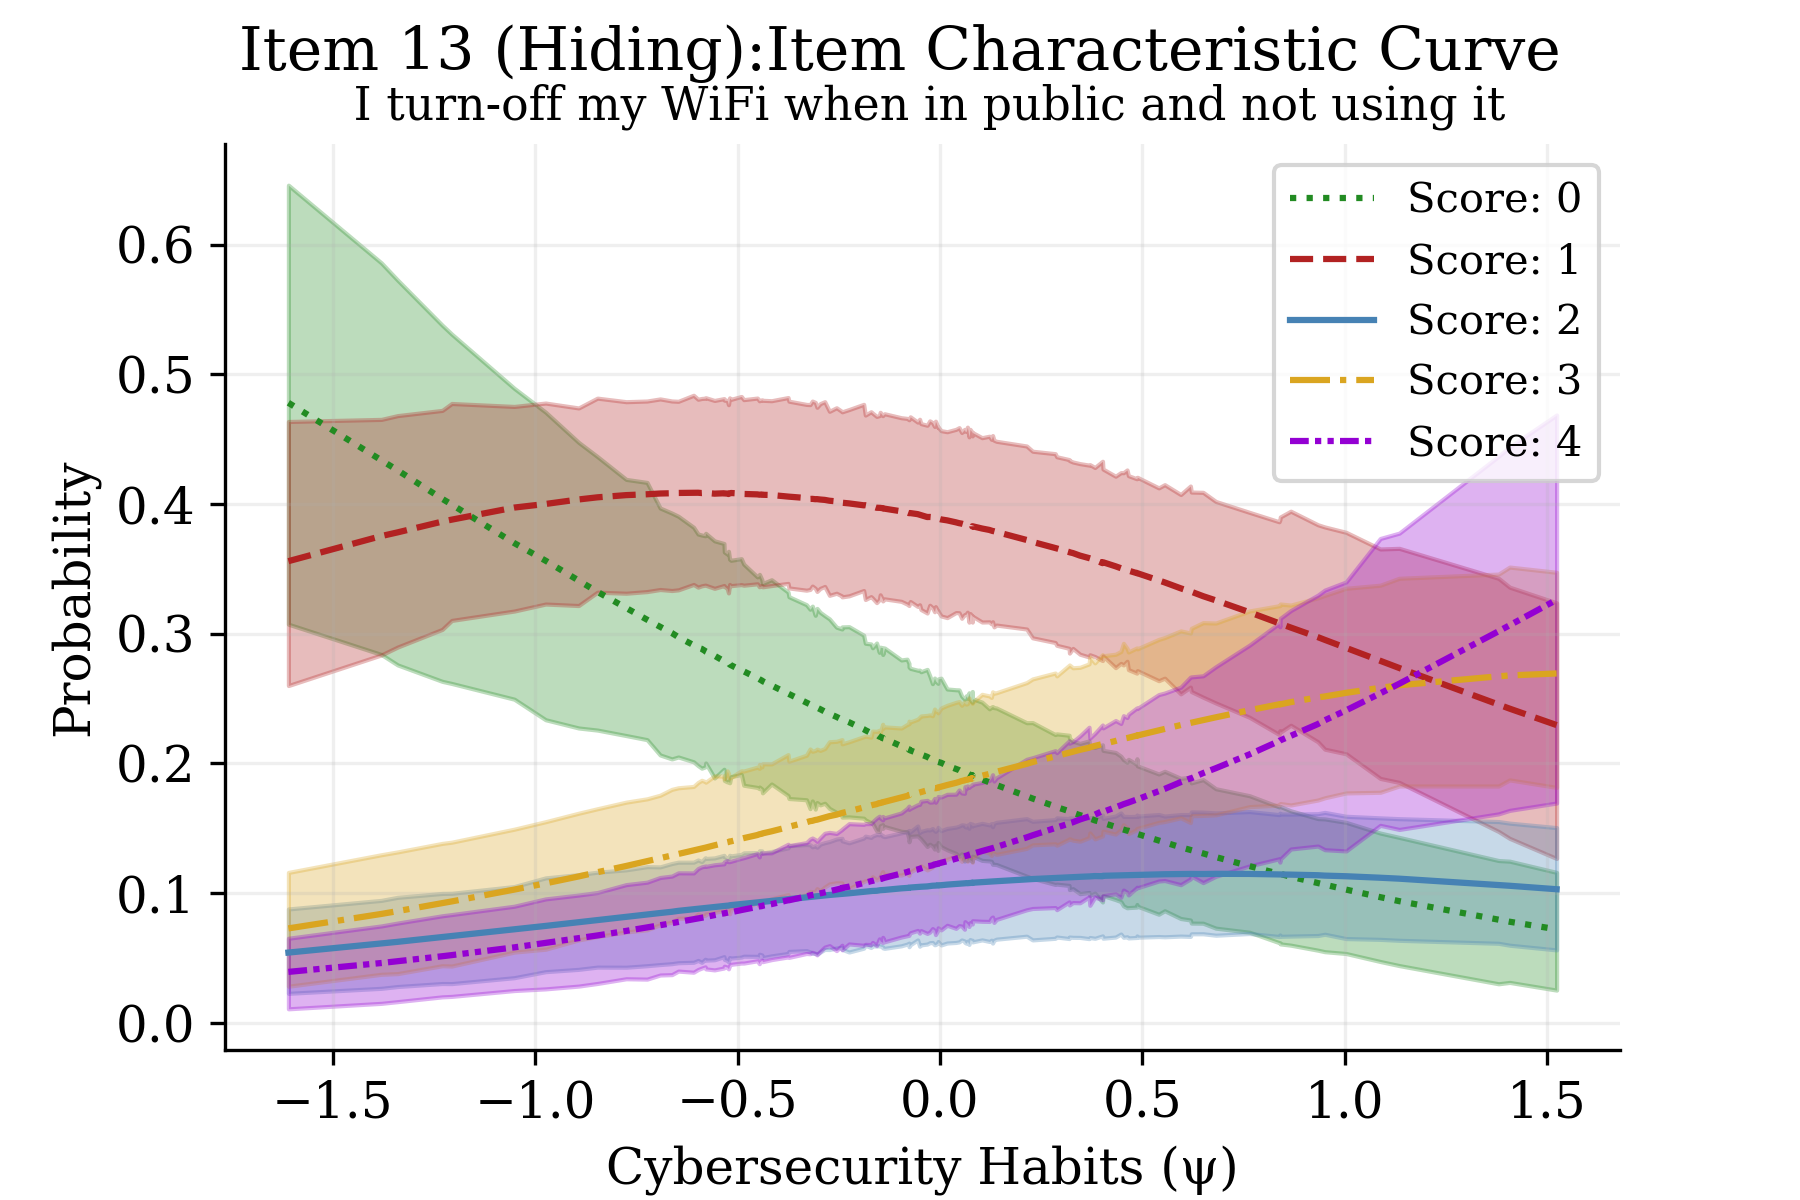 Item 13 (Hiding):Item Characteristic Curve
I turn-off my WiFi when in public and not using it
Score: 0
Score: 1
Score: 2
Score: 3
Score: 4
Probability
0.6
0.5
0.4
0.3
0.2
0.1
0.0
−1.5 −1.0 −0.5 0.0 0.5 1.0 1.5
Cybersecurity Habits (ψ)